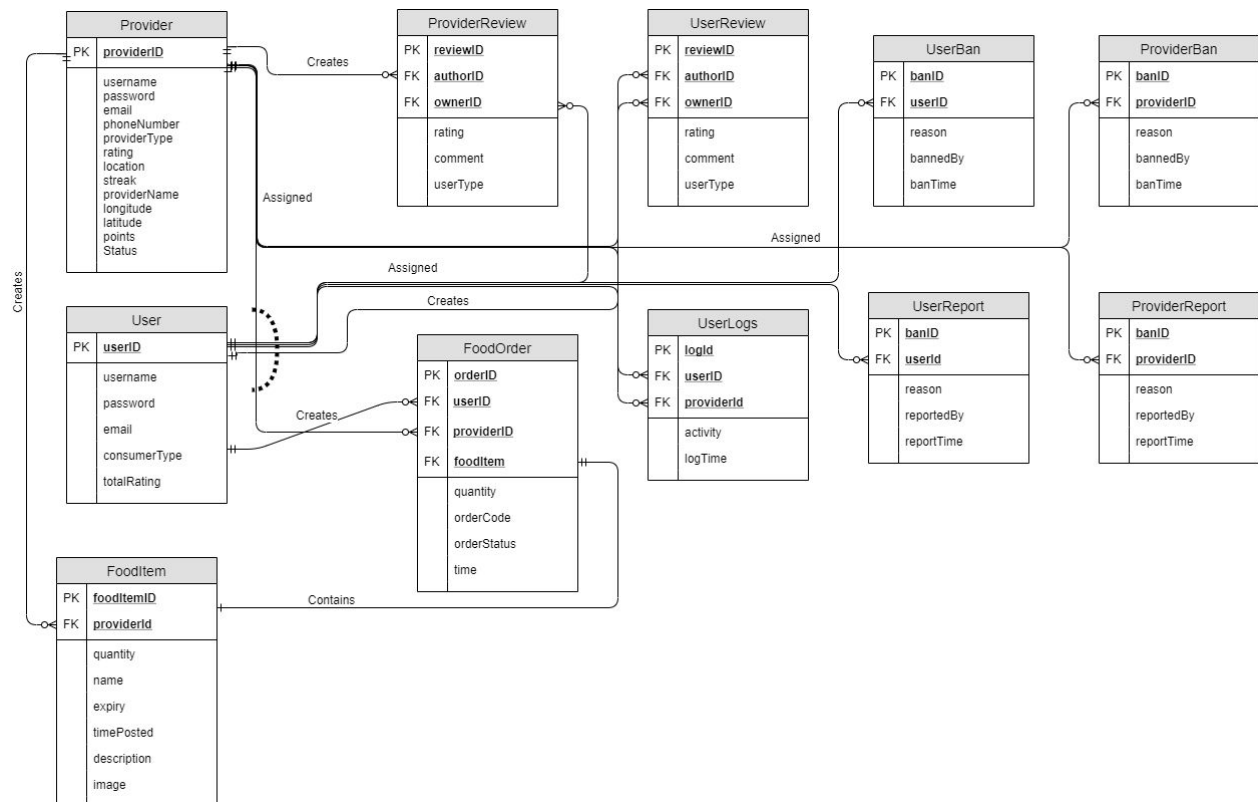 Provider
PK providerID
username
password
email
phoneNumber
providerType
rating
location
streak
providerName
longitude
latitude
points
Status
ProviderReview
PK reviewID
FK authorID
FK ownerID
rating
comment
userType
UserReview
PK reviewID
FK authorID
FK ownerID
rating
comment
userType
UserBan
PK banID
FK userID
reason
bannedBy
banTime
ProviderBan
PK banID
FK providerID
reason
bannedBy
banTime
Creates
Assigned
Assigned
Assigned
Creates
Creates
Creates
User
PK userID
username
password
email
consumerType
totalRating
FoodOrder
PK orderID
FK userID
FK providerID
FK foodItem
quantity
orderCode
orderStatus
time
UserLogs
PK logId
FK userID
FK providerId
activity
logTime
UserReport
PK banID
FK userId
reason
reportedBy
reportTime
ProviderReport
PK banID
FK providerID
reason
reportedBy
reportTime
FoodItem
PK foodItemID
FK providerId
quantity
name
expiry
timePosted
description
image
Contains